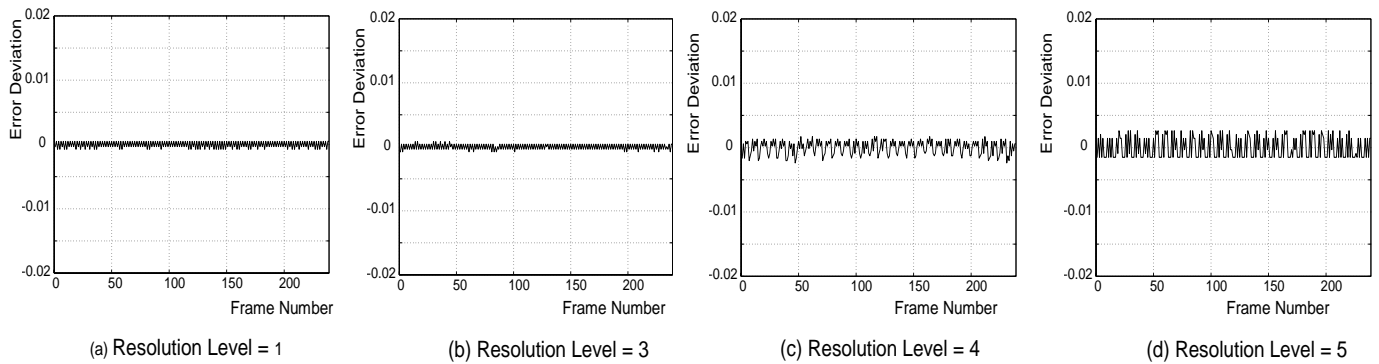 0.02
0.01
0
-0.01
-0.02
Error Deviation
0 50 100 150 200
Frame Number
(a) Resolution Level = 1
0.02
0.01
0
-0.01
-0.02
Error Deviation
0 50 100 150 200
Frame Number
(b) Resolution Level = 3
0.02
0.01
0
-0.01
-0.02
Error Deviation
0 50 100 150 200
Frame Number
(c) Resolution Level = 4
0.02
0.01
0
-0.01
-0.02
Error Deviation
0 50 100 150 200
Frame Number
(d) Resolution Level = 5